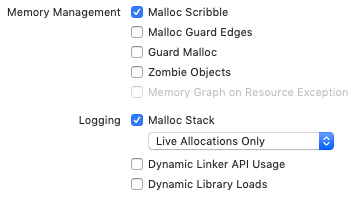 Memory Management Malloc Scribble
Malloc Guard Edges
Guard Malloc
Zombie Objects
Memory Graph on Resource Exception
Logging Malloc Stack
Live Allocations Only
Dynamic Linker API Usage
Dynamic Library Loads